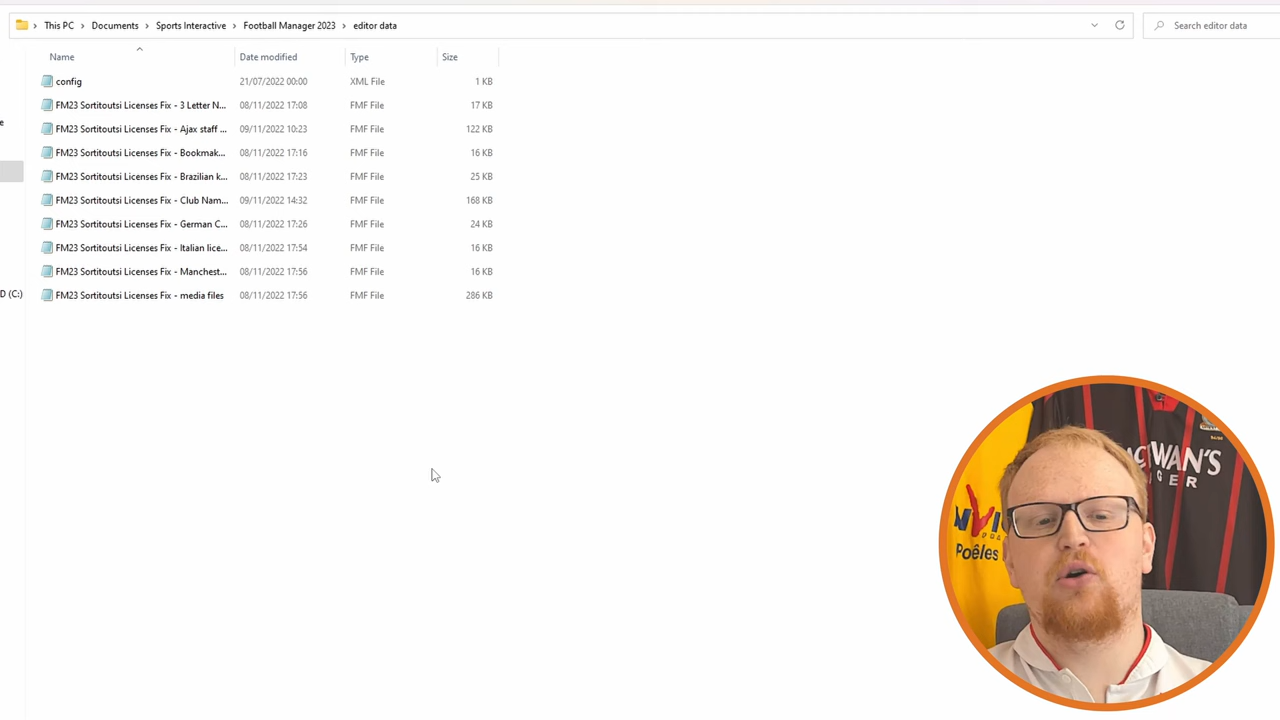 This PC > Documents > Sports Interactive > Football Manager 2023 > editor data
Search editor data
Name Date modified Type Size
config 21/07/2022 00:00 XML File 1 KB
FM23 Sortitoutsi Licenses Fix - 3 Letter N... 08/11/2022 17:08 FMF File 17 KB
FM23 Sortitoutsi Licenses Fix - Ajax staff ... 09/11/2022 10:23 FMF File 122 KB
FM23 Sortitoutsi Licenses Fix - Bookmak... 08/11/2022 17:16 FMF File 16 KB
FM23 Sortitoutsi Licenses Fix - Brazilian k... 08/11/2022 17:23 FMF File 25 KB
FM23 Sortitoutsi Licenses Fix - Club Nam... 09/11/2022 14:32 FMF File 168 KB
FM23 Sortitoutsi Licenses Fix - German C... 08/11/2022 17:26 FMF File 24 KB
FM23 Sortitoutsi Licenses Fix - Italian lice... 08/11/2022 17:54 FMF File 16 KB
FM23 Sortitoutsi Licenses Fix - Manchest... 08/11/2022 17:56 FMF File 16 KB
FM23 Sortitoutsi Licenses Fix - media files 08/11/2022 17:56 FMF File 286 KB
D (C:)
WAN'S
GER
Poêles